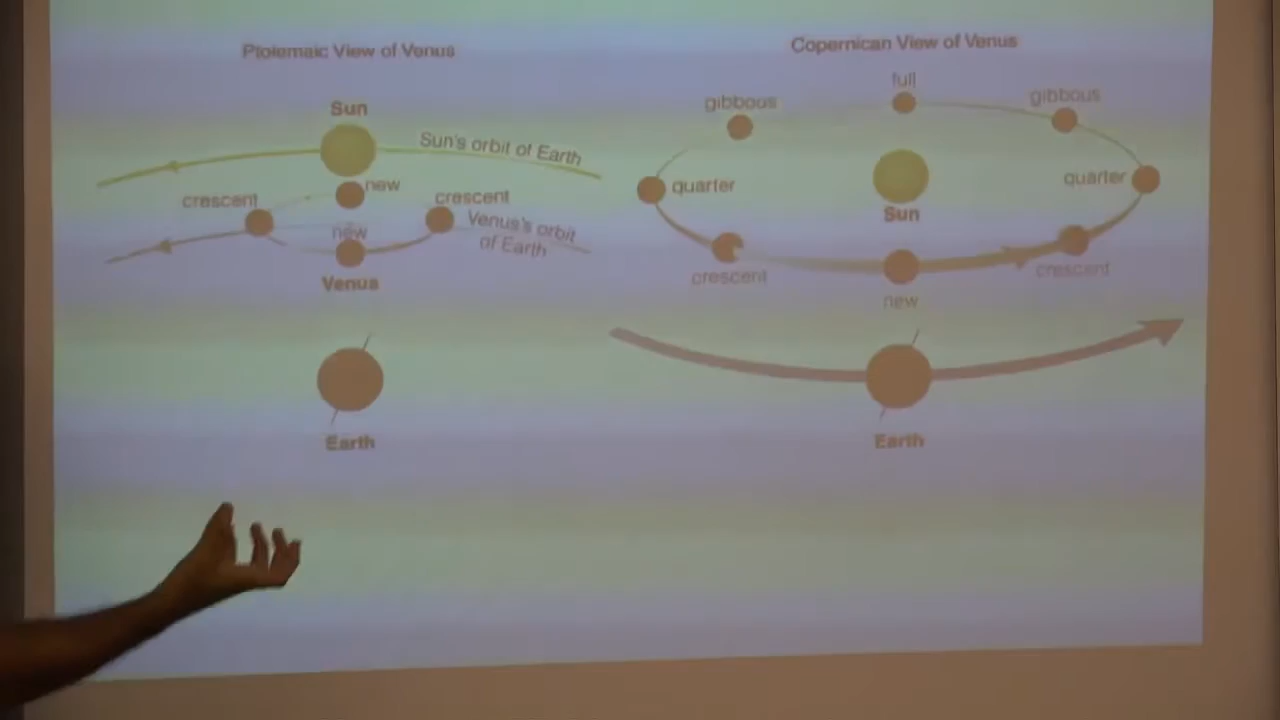 Ptolemaic View of Venus
Sun
Sun's orbit of Earth
new
crescent
crescent
new
Venus's orbit
of Earth
Venus
Earth
Copernican View of Venus
full
gibbous
gibbous
quarter
quarter
Sun
crescent
crescent
new
Earth